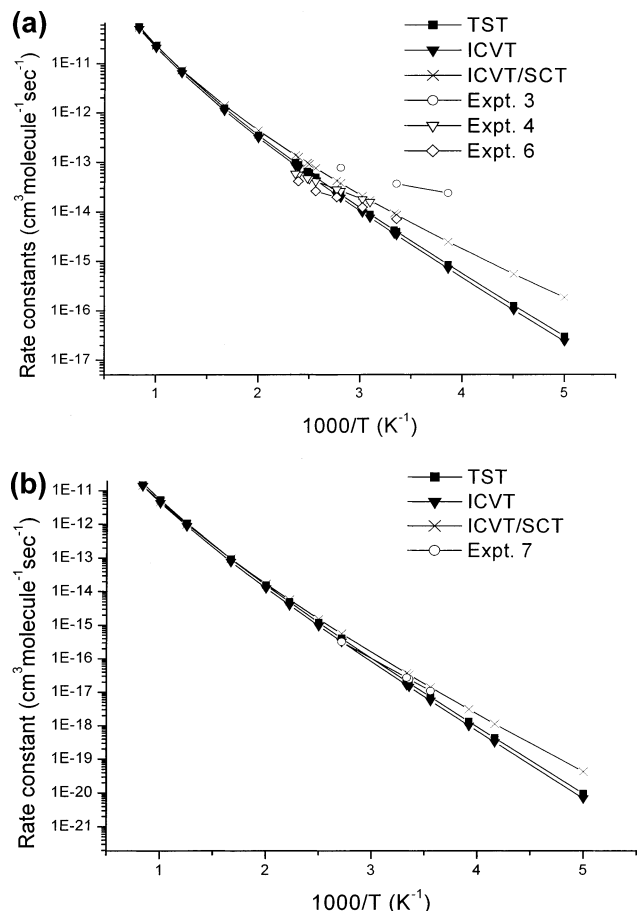 (a)
TST
ICVT
ICVT/SCT
Expt. 3
Expt. 4
Expt. 6
1E-11
1E-12
1E-13
1E-14
1E-15
1E-16
1E-17
Rate constants (cm³molecule⁻¹sec⁻¹)
1 2 3 4 5
1000/T (K⁻¹)
(b)
TST
ICVT
ICVT/SCT
Expt. 7
1E-11
1E-12
1E-13
1E-14
1E-15
1E-16
1E-17
1E-18
1E-19
1E-20
1E-21
Rate constant (cm³molecule⁻¹sec⁻¹)
1 2 3 4 5
1000/T (K⁻¹)